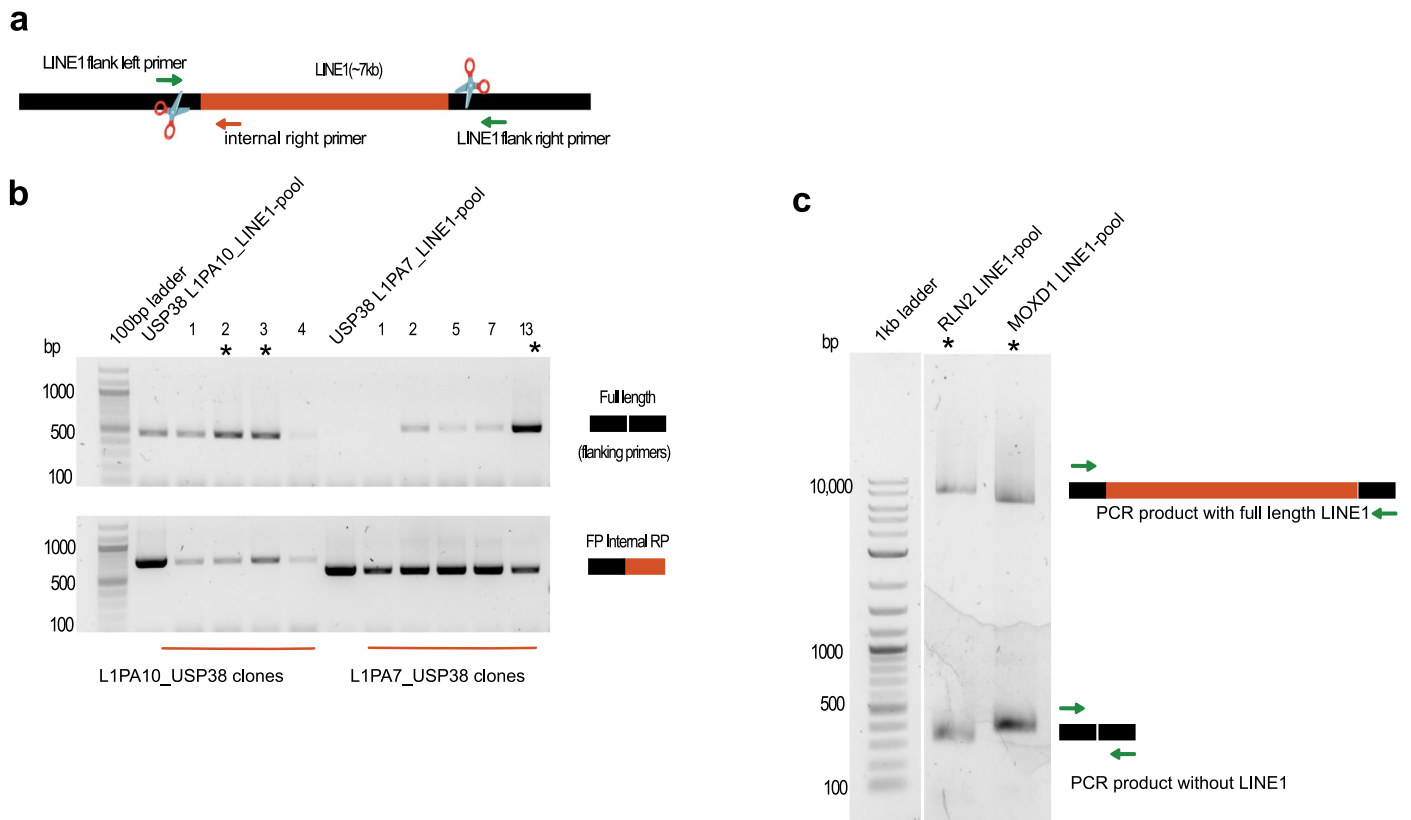 a
LINE1 flank left primer
LINE1(~7kb)
internal right primer
LINE1 flank right primer
b
100bp ladder
USP38 L1PA10_LINE1-pool
1
2
3
4
USP38 L1PA7_LINE1-pool
1
2
5
7
13
*
*
*
bp
1000
500
100
Full length
(flanking primers)
1000
500
100
FP Internal RP
L1PA10_USP38 clones
L1PA7_USP38 clones
c
1kb ladder
RLN2 LINE1-pool
MOXD1 LINE1-pool
*
*
bp
10,000
1000
500
100
PCR product with full length LINE1
PCR product without LINE1